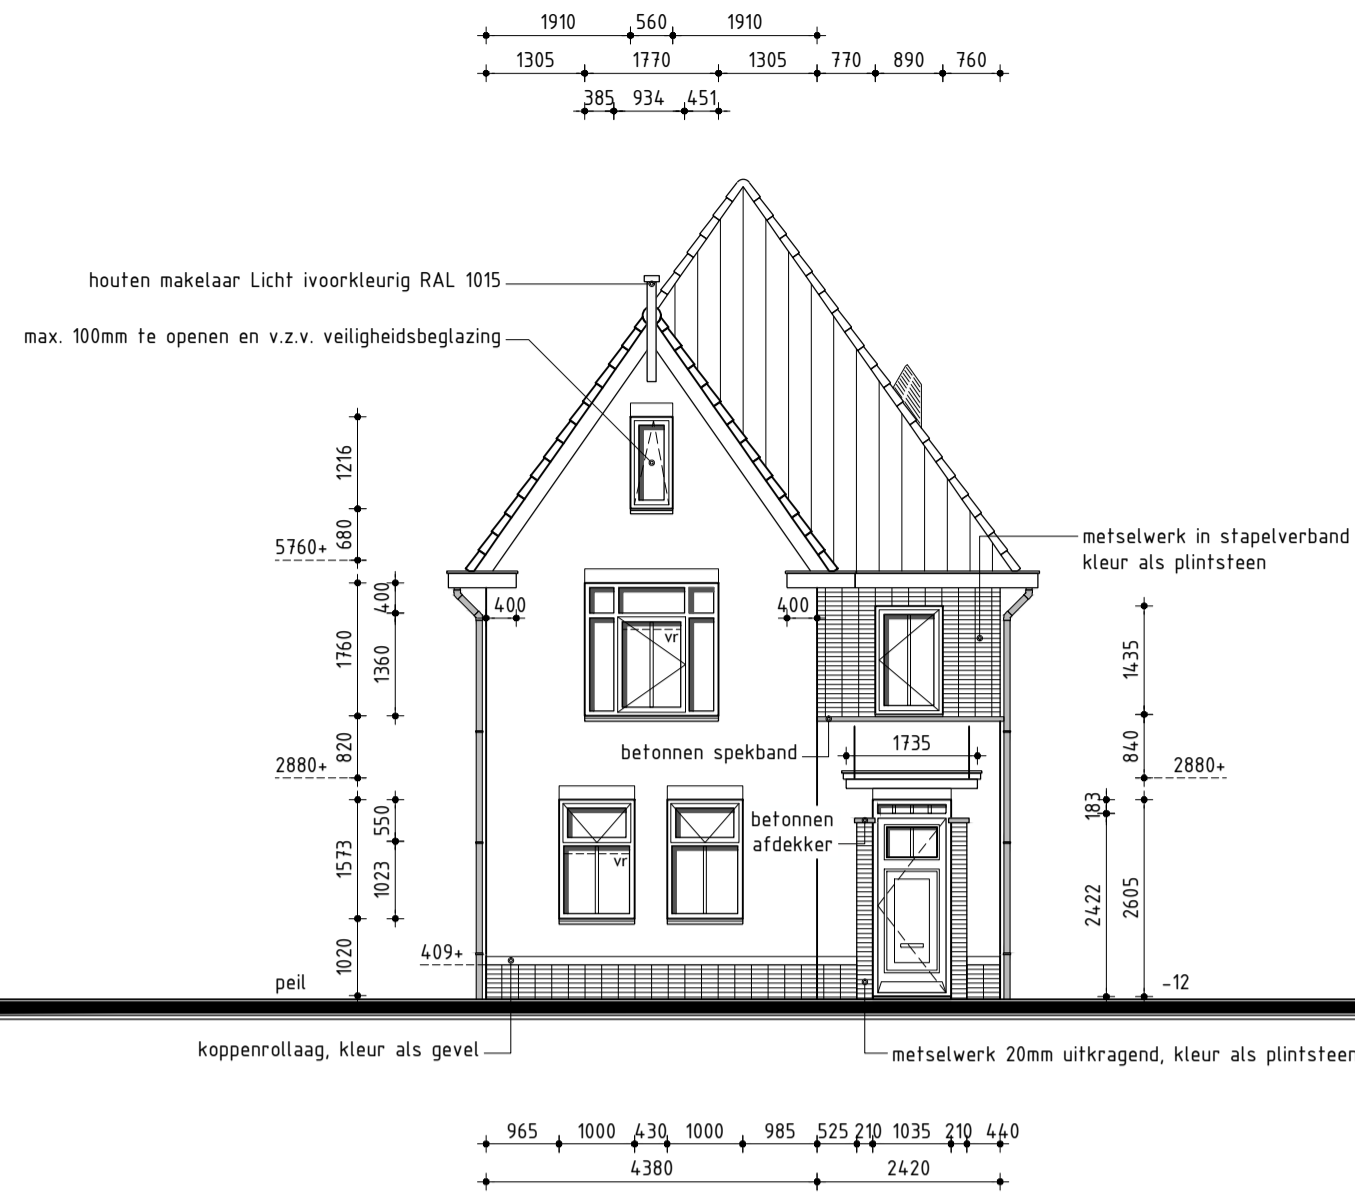 1910 560 1910
1305 1770 1305 770 890 760
385 934 451
houten makelaar Licht ivoorkleurig RAL 1015
max. 100mm te openen en v.z.v. veiligheidsbeglazing
1216
680
5760+
metselwerk in stapelverband
kleur als plintsteen
400
400
400
1760
1360
vr
1435
betonnen spekband
1735
820
840
2880+
2880+
183
550
betonnen
afdekker
1573
1023
vr
2422
2605
409+
1020
peil
-12
koppenrollaag, kleur als gevel
metselwerk 20mm uitkragend, kleur als plintsteen
965 1000 430 1000 985 525 210 1035 210 440
4380 2420